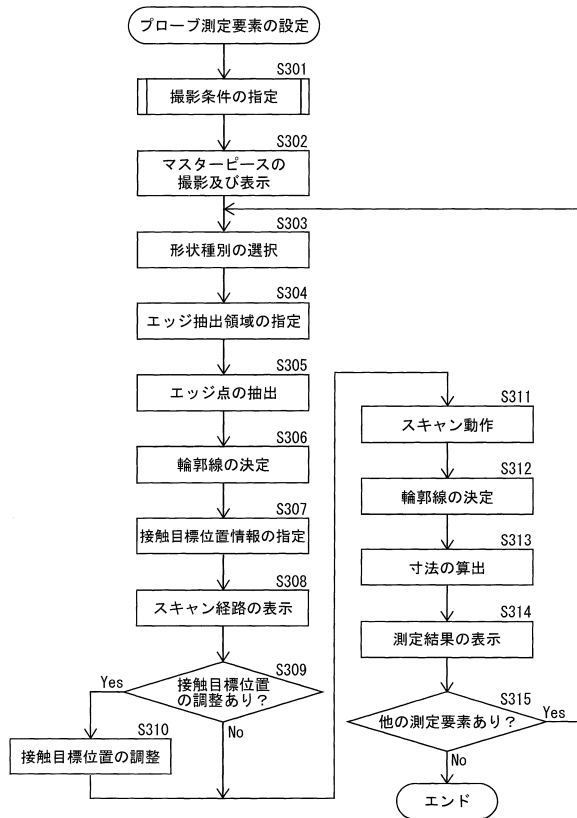 プローブ測定要素の設定
S301
撮影条件の指定
S302
マスターピースの
撮影及び表示
S303
形状種別の選択
S304
エッジ抽出領域の指定
S305
エッジ点の抽出
S306
輪郭線の決定
S307
接触目標位置情報の指定
S308
スキャン経路の表示
S309
接触目標位置
の調整あり?
Yes
No
S310
接触目標位置の調整
S311
スキャン動作
S312
輪郭線の決定
S313
寸法の算出
S314
測定結果の表示
S315
他の測定要素あり?
Yes
No
エンド